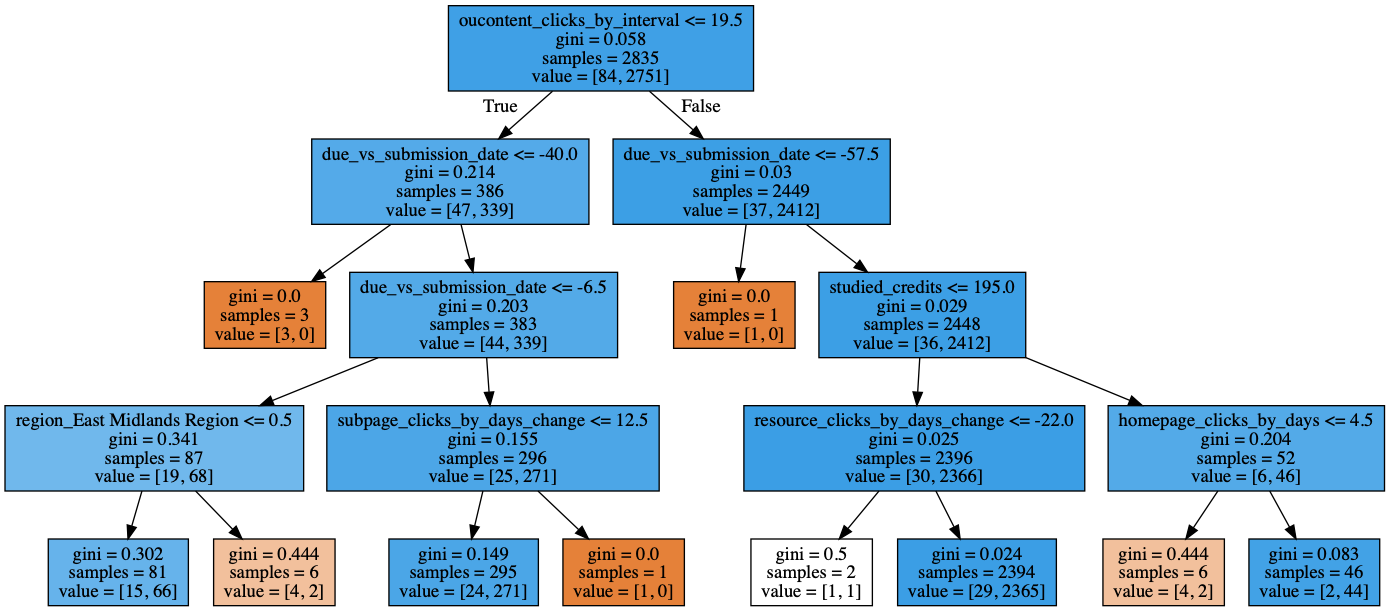 oucontent_clicks_by_interval <= 19.5
gini = 0.058
samples = 2835
value = [84, 2751]
True
False
due_vs_submission_date <= -40.0
gini = 0.214
samples = 386
value = [47, 339]
due_vs_submission_date <= -57.5
gini = 0.03
samples = 2449
value = [37, 2412]
gini = 0.0
samples = 3
value = [3, 0]
due_vs_submission_date <= -6.5
gini = 0.203
samples = 383
value = [44, 339]
gini = 0.0
samples = 1
value = [1, 0]
studied_credits <= 195.0
gini = 0.029
samples = 2448
value = [36, 2412]
region_East Midlands Region <= 0.5
gini = 0.341
samples = 87
value = [19, 68]
subpage_clicks_by_days_change <= 12.5
gini = 0.155
samples = 296
value = [25, 271]
resource_clicks_by_days_change <= -22.0
gini = 0.025
samples = 2396
value = [30, 2366]
homepage_clicks_by_days <= 4.5
gini = 0.204
samples = 52
value = [6, 46]
gini = 0.302
samples = 81
value = [15, 66]
gini = 0.444
samples = 6
value = [4, 2]
gini = 0.149
samples = 295
value = [24, 271]
gini = 0.0
samples = 1
value = [1, 0]
gini = 0.5
samples = 2
value = [1, 1]
gini = 0.024
samples = 2394
value = [29, 2365]
gini = 0.444
samples = 6
value = [4, 2]
gini = 0.083
samples = 46
value = [2, 44]